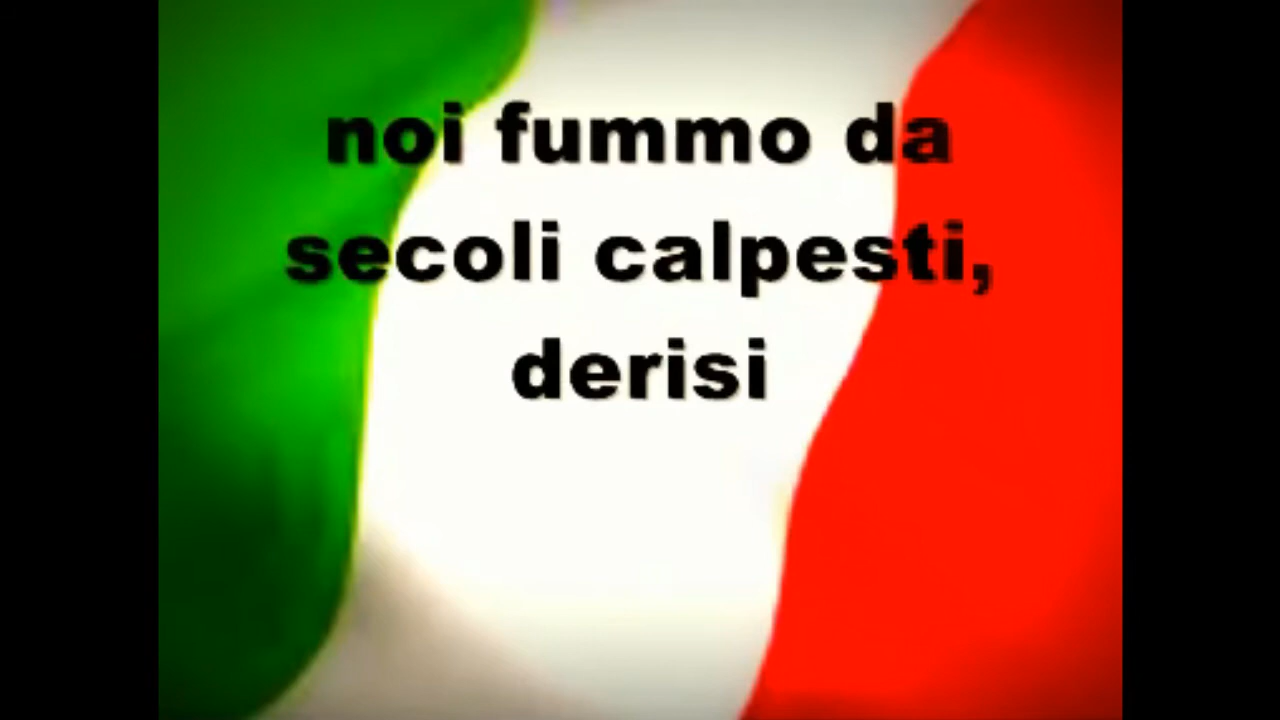 noi fummo da
secoli calpesti,
derisi